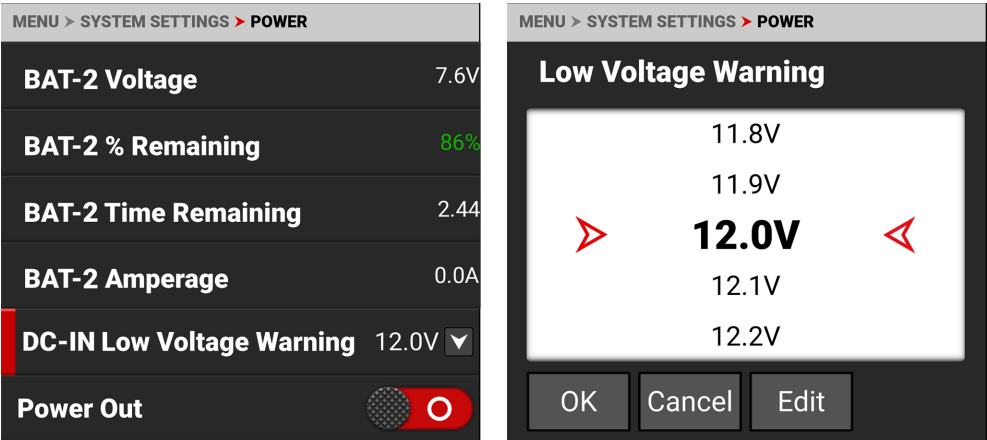 MENU > SYSTEM SETTINGS > POWER
BAT-2 Voltage 7.6V
BAT-2 % Remaining 86%
BAT-2 Time Remaining 2.44
BAT-2 Amperage 0.0A
DC-IN Low Voltage Warning 12.0V
Power Out
MENU > SYSTEM SETTINGS > POWER
Low Voltage Warning
11.8V
11.9V
12.0V
12.1V
12.2V
OK Cancel Edit